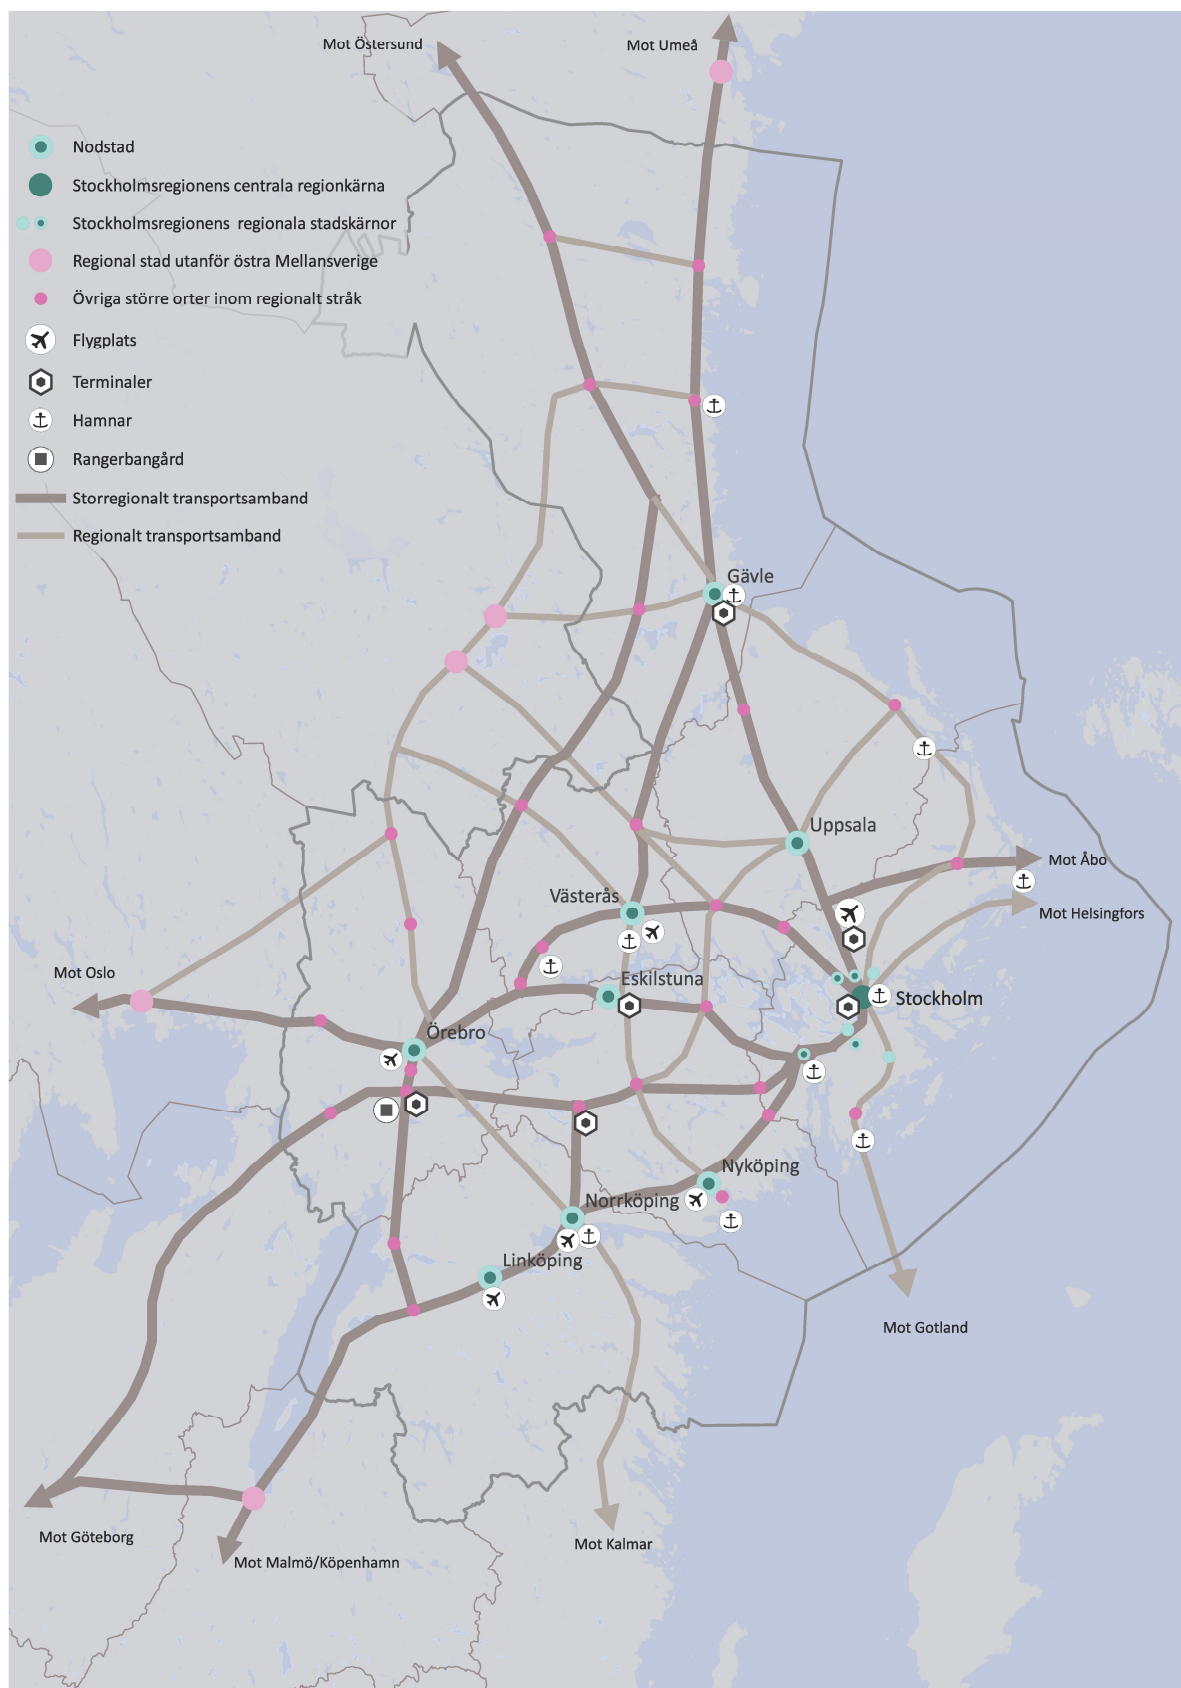 Mot Östersund
Mot Umeå
Nodstad
Stockholmsregionens centrala regionkärna
Stockholmsregionens regionala stadskärnor
Regional stad utanför östra Mellansverige
Övriga större orter inom regionalt stråk
Flygplats
Terminaler
Hamnar
Rangerbangård
Storregionalt transportsamband
Regionalt transportsamband
Gävle
Uppsala
Mot Åbo
Västerås
Mot Helsingfors
Mot Oslo
Eskilstuna
Stockholm
Örebro
Nyköping
Norrköping
Linköping
Mot Gotland
Mot Göteborg
Mot Kalmar
Mot Malmö/Köpenhamn